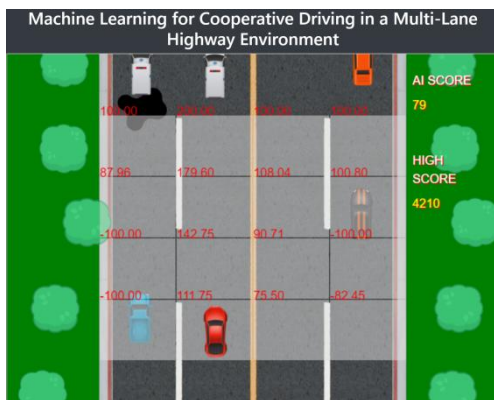 Machine Learning for Cooperative Driving in a Multi-Lane
Highway Environment
AI SCORE
79
HIGH
SCORE
4210
87.96 179.60 108.04 100.80
-100.00 142.75 90.71 -100.00
-100.00 111.75 75.50 -82.45